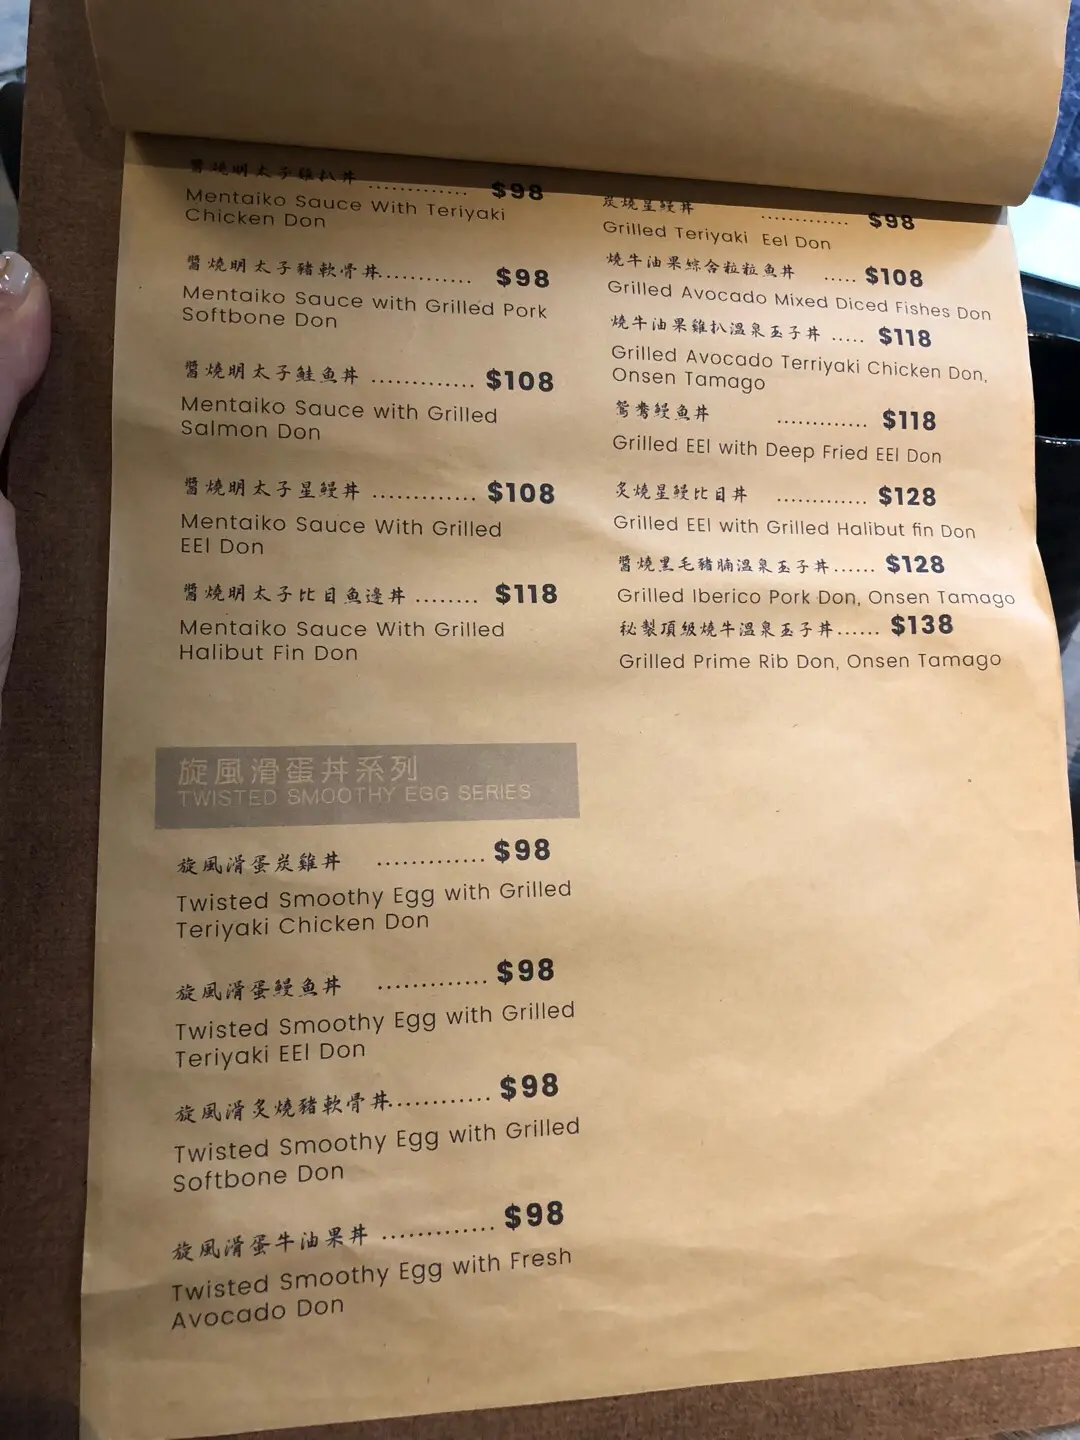 醬燒明太子雞扒丼 ............. $98
Mentaiko Sauce With Teriyaki
Chicken Don
醬燒明太子豬軟骨丼............ $98
Mentaiko Sauce with Grilled Pork
Softbone Don
醬燒明太子鮭魚丼 ............. $108
Mentaiko Sauce with Grilled
Salmon Don
醬燒明太子星鰻丼 ............. $108
Mentaiko Sauce With Grilled
EEl Don
醬燒明太子比目魚邊丼 ........ $118
Mentaiko Sauce With Grilled
Halibut Fin Don
炭燒星鰻丼 ............. $98
Grilled Teriyaki Eel Don
燒牛油果綜合粒粒魚丼 ..... $108
Grilled Avocado Mixed Diced Fishes Don
燒牛油果雞扒溫泉玉子丼 ..... $118
Grilled Avocado Terriyaki Chicken Don,
Onsen Tamago
鴛鴦鰻魚丼 ............. $118
Grilled EEl with Deep Fried EEl Don
炙燒星鰻比目丼 ............. $128
Grilled EEl with Grilled Halibut fin Don
醬燒黑毛豬腩溫泉玉子丼...... $128
Grilled Iberico Pork Don, Onsen Tamago
秘製頂級燒牛溫泉玉子丼...... $138
Grilled Prime Rib Don, Onsen Tamago
旋風滑蛋丼系列
TWISTED SMOOTHY EGG SERIES
旋風滑蛋炭雞丼 ............. $98
Twisted Smoothy Egg with Grilled
Teriyaki Chicken Don
旋風滑蛋鰻魚丼 ............. $98
Twisted Smoothy Egg with Grilled
Teriyaki EEl Don
旋風滑炙燒豬軟骨丼............ $98
Twisted Smoothy Egg with Grilled
Softbone Don
旋風滑蛋牛油果丼 ............. $98
Twisted Smoothy Egg with Fresh
Avocado Don